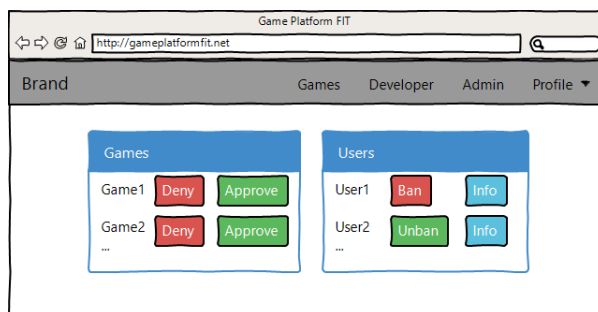 Game Platform FIT
http://gameplatformfit.net
Brand Games Developer Admin Profile
Games
Game1 Deny Approve
Game2 Deny Approve
...
Users
User1 Ban Info
User2 Unban Info
...